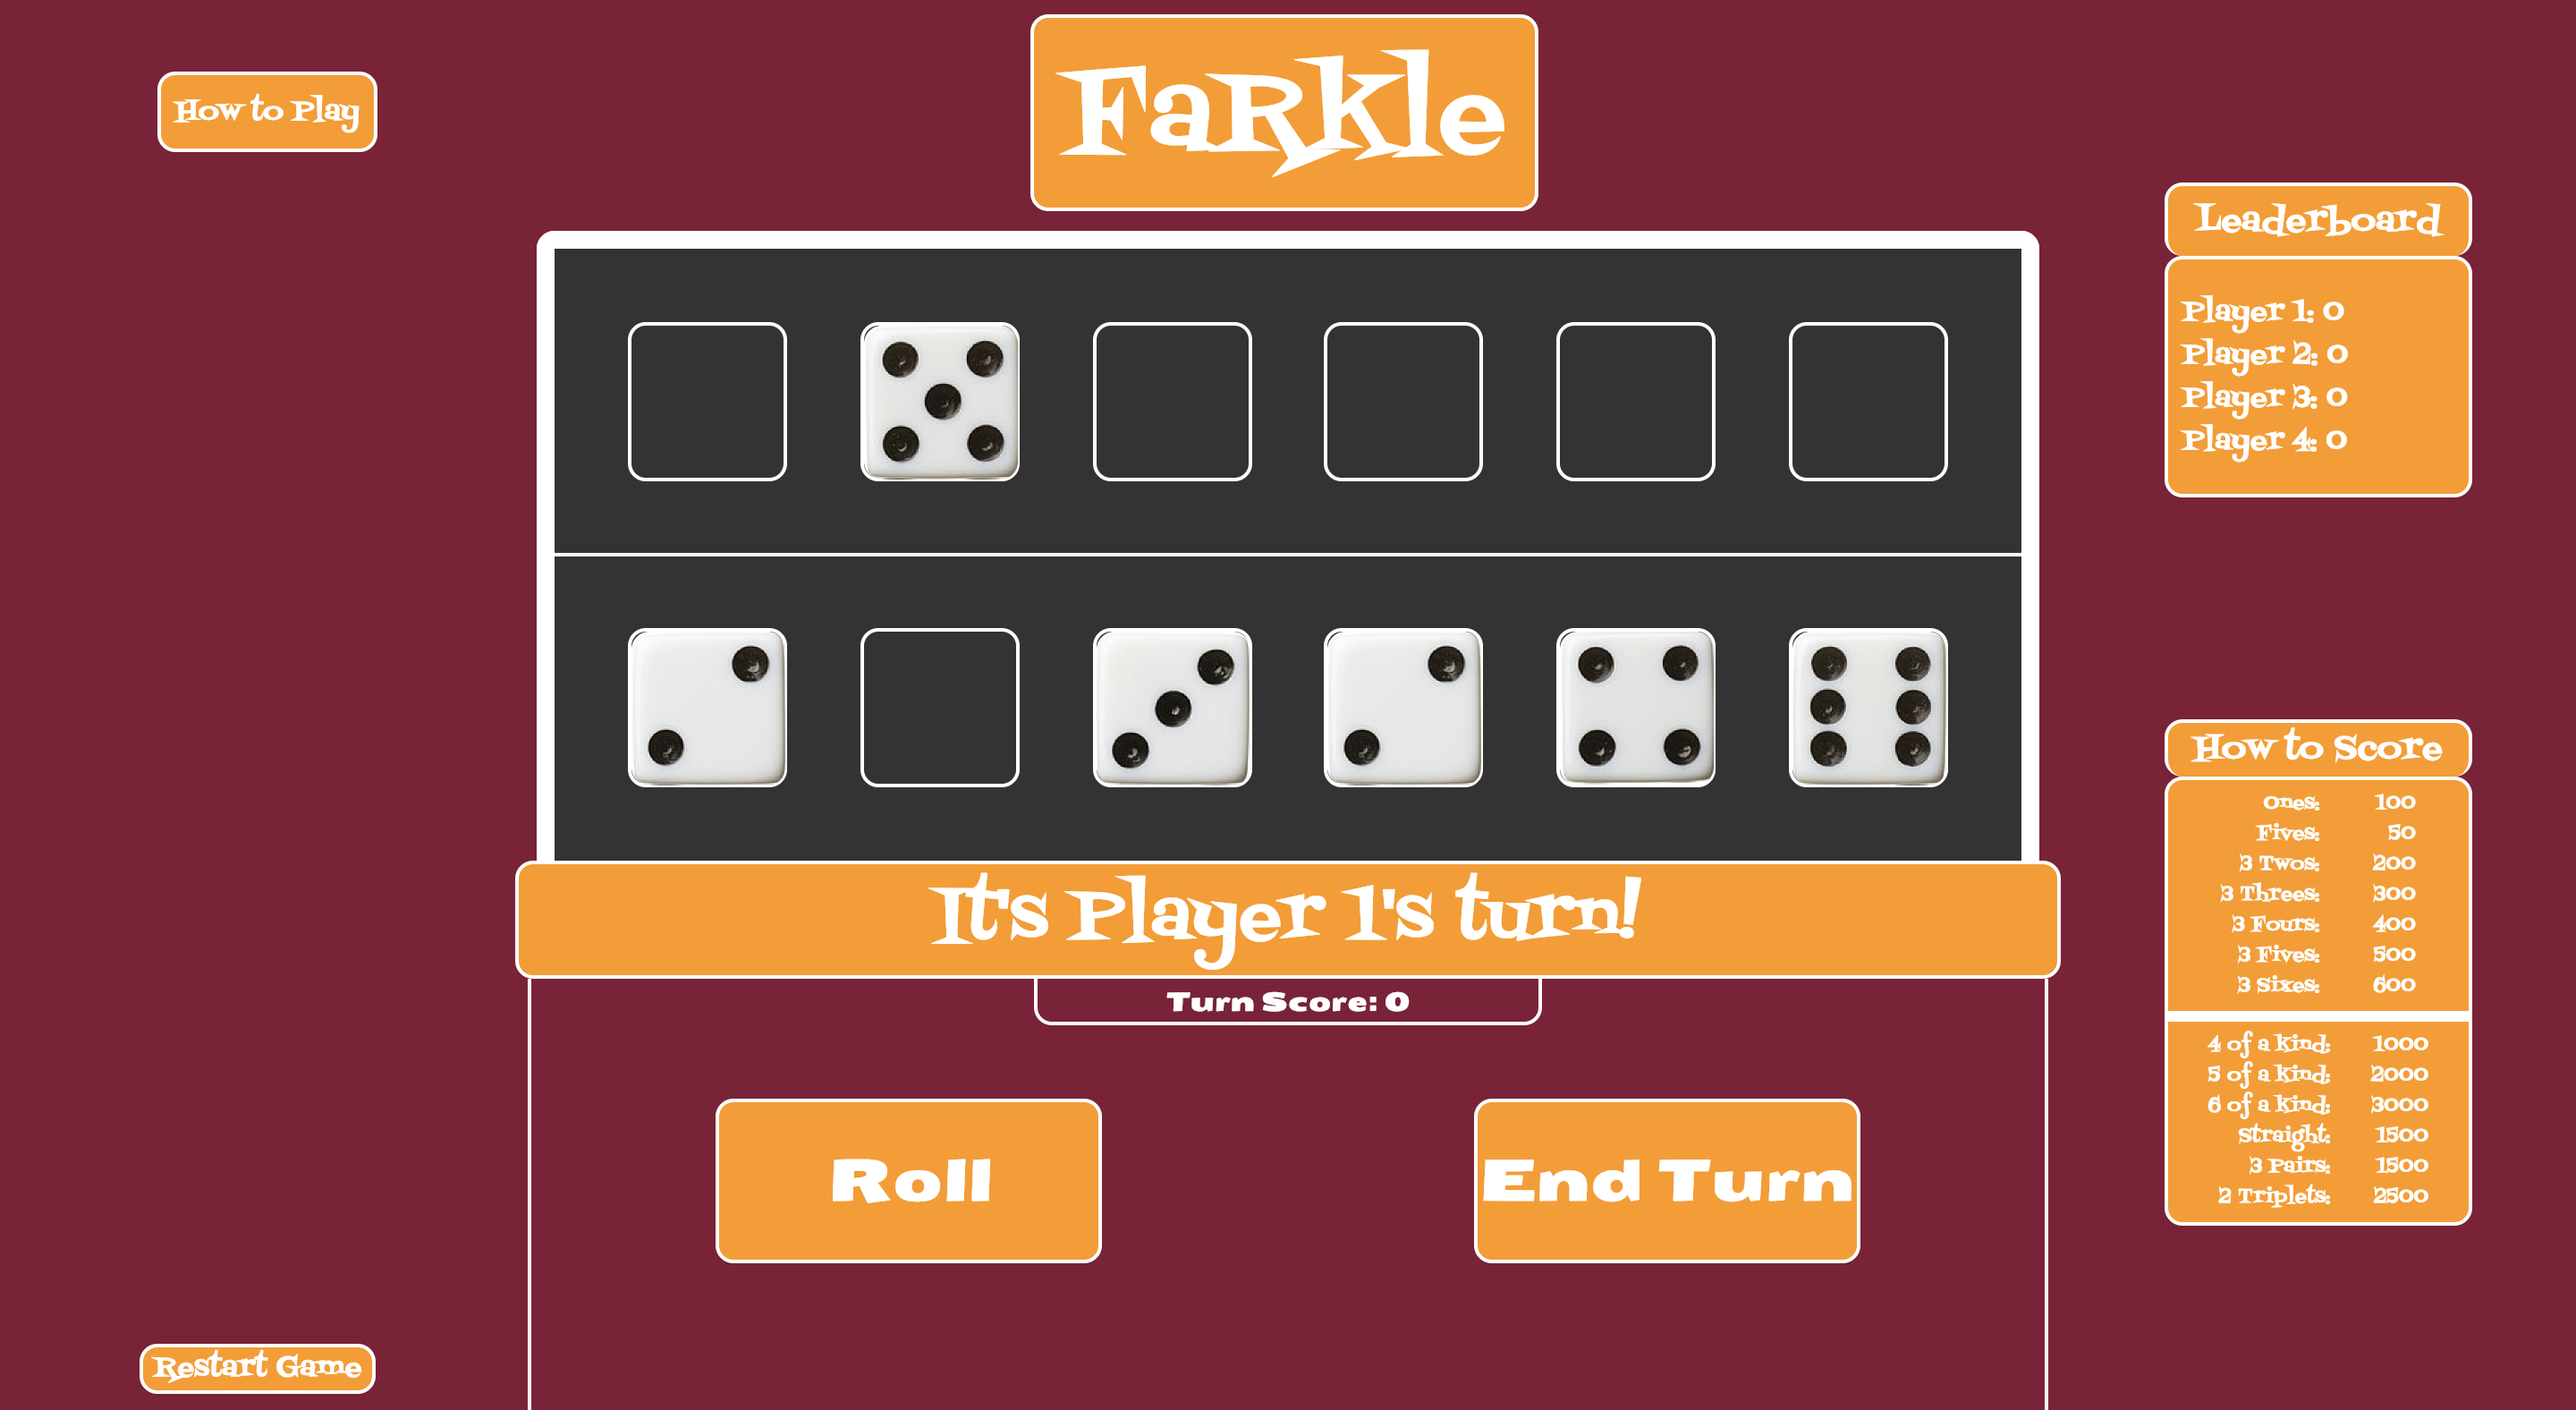 How to Play
Farkle
Leaderboard
Player 1: 0
Player 2: 0
Player 3: 0
Player 4: 0
It's Player 1's turn!
Turn Score: 0
Roll
End Turn
How to Score
Ones: 100
Fives: 50
3 Twos: 200
3 Threes: 300
3 Fours: 400
3 Fives: 500
3 Sixes: 600
4 of a kind: 1000
5 of a kind: 2000
6 of a kind: 3000
Straight: 1500
3 Pairs: 1500
2 Triplets: 2500
Restart Game